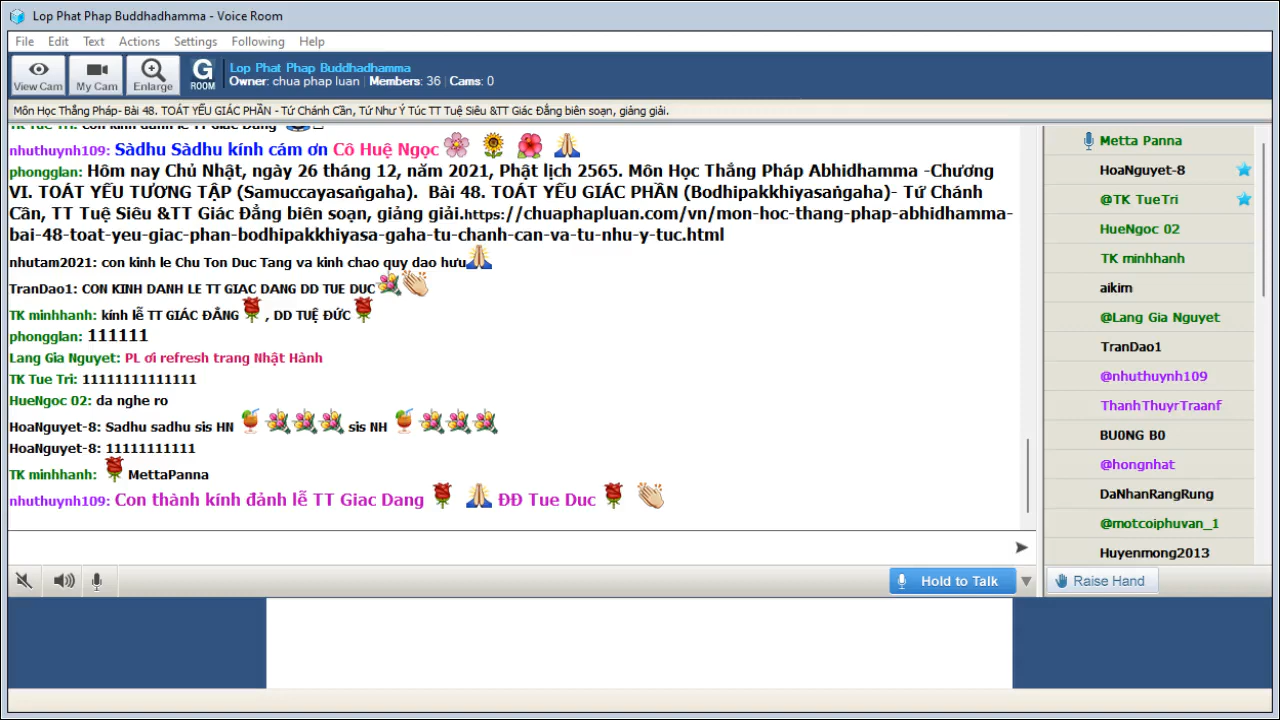 Lop Phat Phap Buddhadhamma - Voice Room
File Edit Text Actions Settings Following Help
View Cam My Cam Enlarge G ROOM
Lop Phat Phap Buddhadhamma
Owner: chua phap luan | Members: 36 | Cams: 0
Môn Học Thắng Pháp- Bài 48. TOÁT YẾU GIÁC PHẦN - Tứ Chánh Cần, Tứ Như Ý Túc TT Tuệ Siêu &TT Giác Đẳng biên soạn, giảng giải.
TK Tue Tri: con kinh danh le TT Giac Dang
nhuthuynh109: Sàdhu Sàdhu kính cám ơn Cô Huệ Ngọc
phongglan: Hôm nay Chủ Nhật, ngày 26 tháng 12, năm 2021, Phật lịch 2565. Môn Học Thắng Pháp Abhidhamma -Chương
VI. TOÁT YẾU TƯƠNG TẬP (Samuccayasaṅgaha). Bài 48. TOÁT YẾU GIÁC PHẦN (Bodhipakkhiyasaṅgaha)- Tứ Chánh
Cần, TT Tuệ Siêu &TT Giác Đẳng biên soạn, giảng giải.https://chuaphapluan.com/vn/mon-hoc-thang-phap-abhidhamma-
bai-48-toat-yeu-giac-phan-bodhipakkhiyasa-gaha-tu-chanh-can-va-tu-nhu-y-tuc.html
nhutam2021: con kinh le Chu Ton Duc Tang va kinh chao quy dao hưu
TranDao1: CON KINH DANH LE TT GIAC DANG DD TUE DUC
TK minhhanh: kính lễ TT GIÁC ĐẲNG , DD TUỆ ĐỨC
phongglan: 111111
Lang Gia Nguyet: PL ơi refresh trang Nhật Hành
TK Tue Tri: 11111111111111
HueNgoc 02: da nghe ro
HoaNguyet-8: Sadhu sadhu sis HN sis NH
HoaNguyet-8: 11111111111
TK minhhanh: MettaPanna
nhuthuynh109: Con thành kính đảnh lễ TT Giac Dang ĐĐ Tue Duc
Hold to Talk
Metta Panna
HoaNguyet-8
@TK TueTri
HueNgoc 02
TK minhhanh
aikim
@Lang Gia Nguyet
TranDao1
@nhuthuynh109
ThanhThuyrTraanf
BU0NG B0
@hongnhat
DaNhanRangRung
@motcoiphuvan_1
Huyenmong2013
Raise Hand